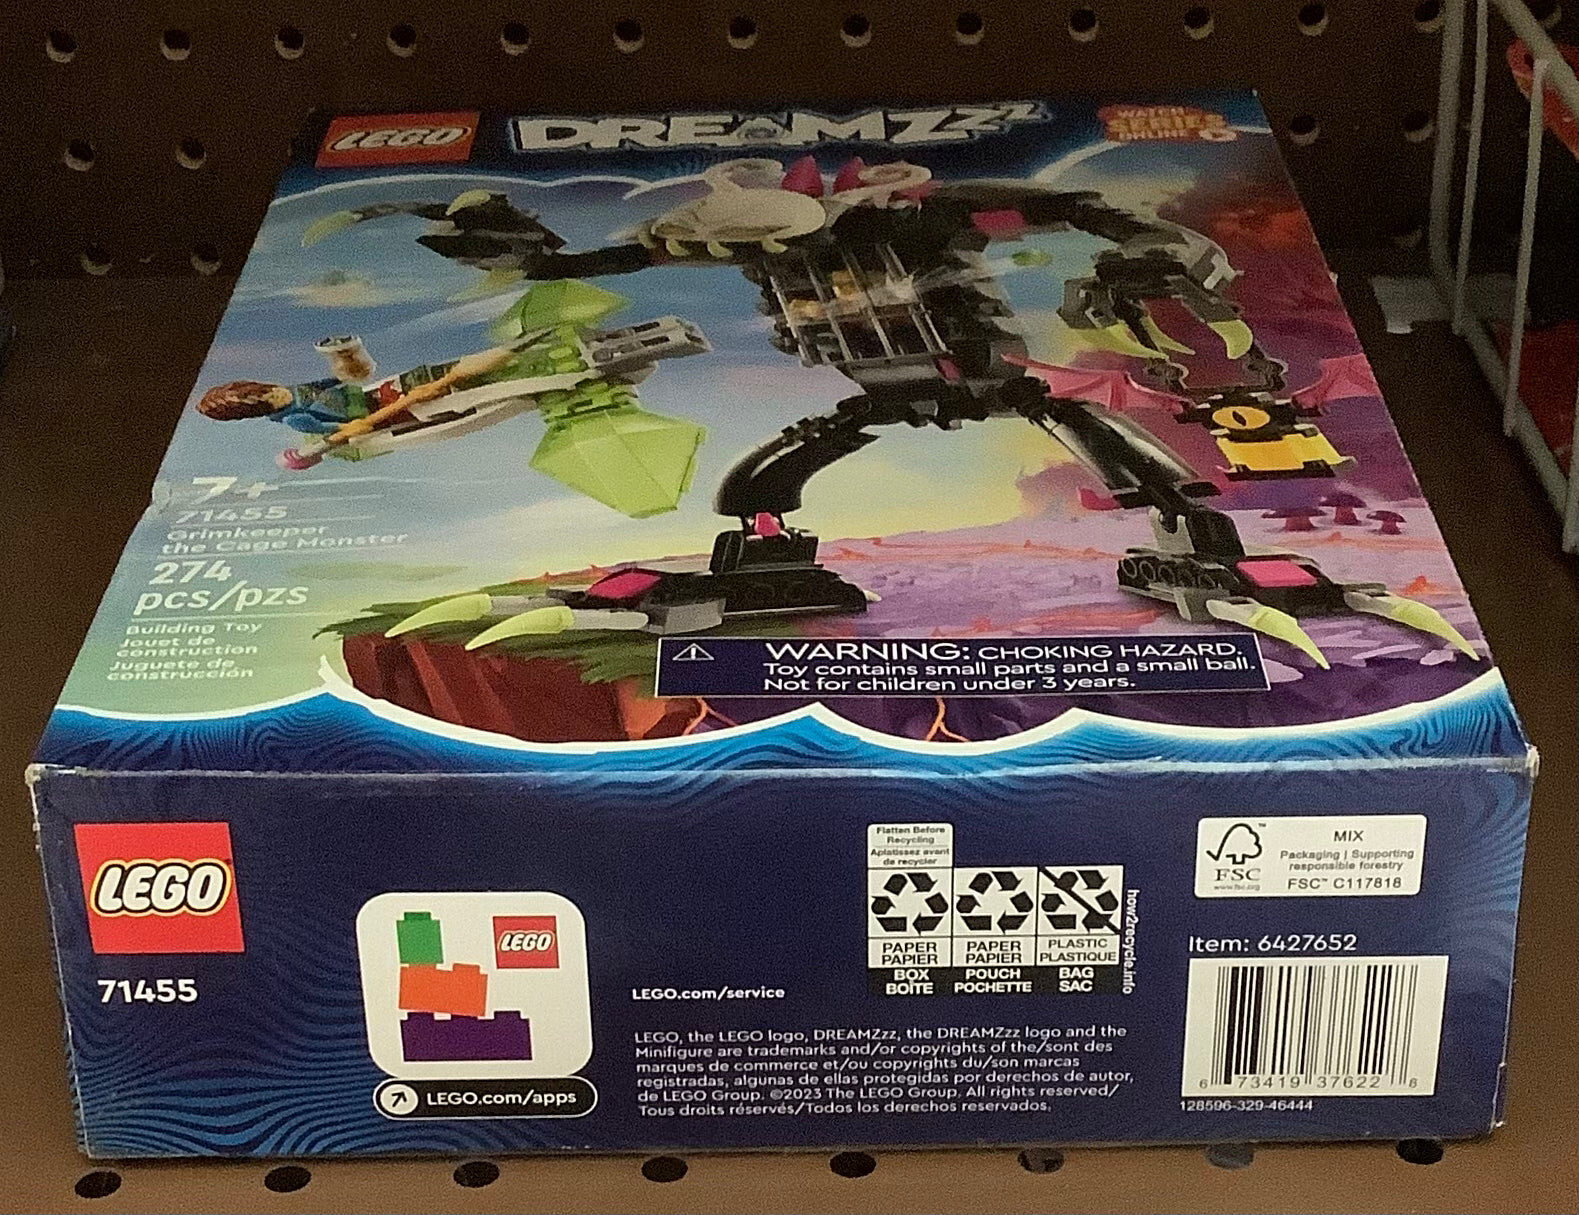 LEGO
DREAMZzz
WATCH
SERIES
ONLINE
7+
71455
Grimkeeper
the Cage Monster
274
pcs/pzs
Building Toy
Jouet de
construction
Juguete de
construcción
WARNING: CHOKING HAZARD.
Toy contains small parts and a small ball.
Not for children under 3 years.
LEGO
71455
LEGO
LEGO.com/apps
LEGO.com/service
Flatten Before
Recycling
Aplatissez avant
de recycler
PAPER
PAPIER
BOX
BOÎTE
PAPER
PAPIER
POUCH
POCHETTE
PLASTIC
PLASTIQUE
BAG
SAC
how2recycle.info
LEGO, the LEGO logo, DREAMZzz, the DREAMZzz logo and the
Minifigure are trademarks and/or copyrights of the/sont des
marques de commerce et/ou copyrights du/son marcas
registradas, algunas de ellas protegidas por derechos de autor,
de LEGO Group. ©2023 The LEGO Group. All rights reserved/
Tous droits réservés/Todos los derechos reservados.
FSC
www.fsc.org
MIX
Packaging | Supporting
responsible forestry
FSC™ C117818
Item: 6427652
6 73419 37622 8
128596-329-46444